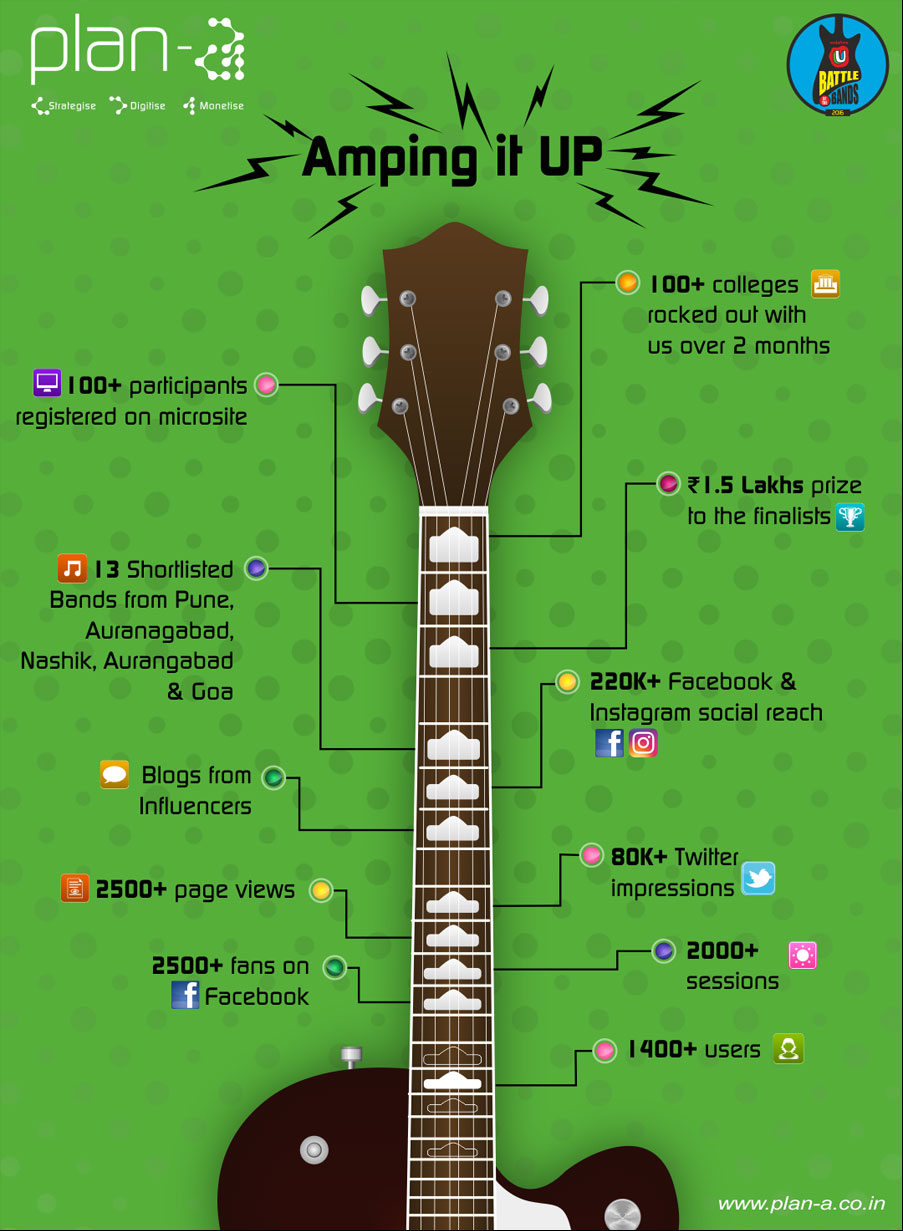 plan-a
Strategise Digitise Monetise
U
BATTLE
OF THE
BANDS
2016
Amping it UP
100+ colleges
rocked out with
us over 2 months
100+ participants
registered on microsite
₹1.5 Lakhs prize
to the finalists
13 Shortlisted
Bands from Pune,
Auranagabad,
Nashik, Aurangabad
& Goa
220K+ Facebook &
Instagram social reach
Blogs from
Influencers
80K+ Twitter
impressions
2500+ page views
2000+
sessions
2500+ fans on
Facebook
1400+ users
www.plan-a.co.in